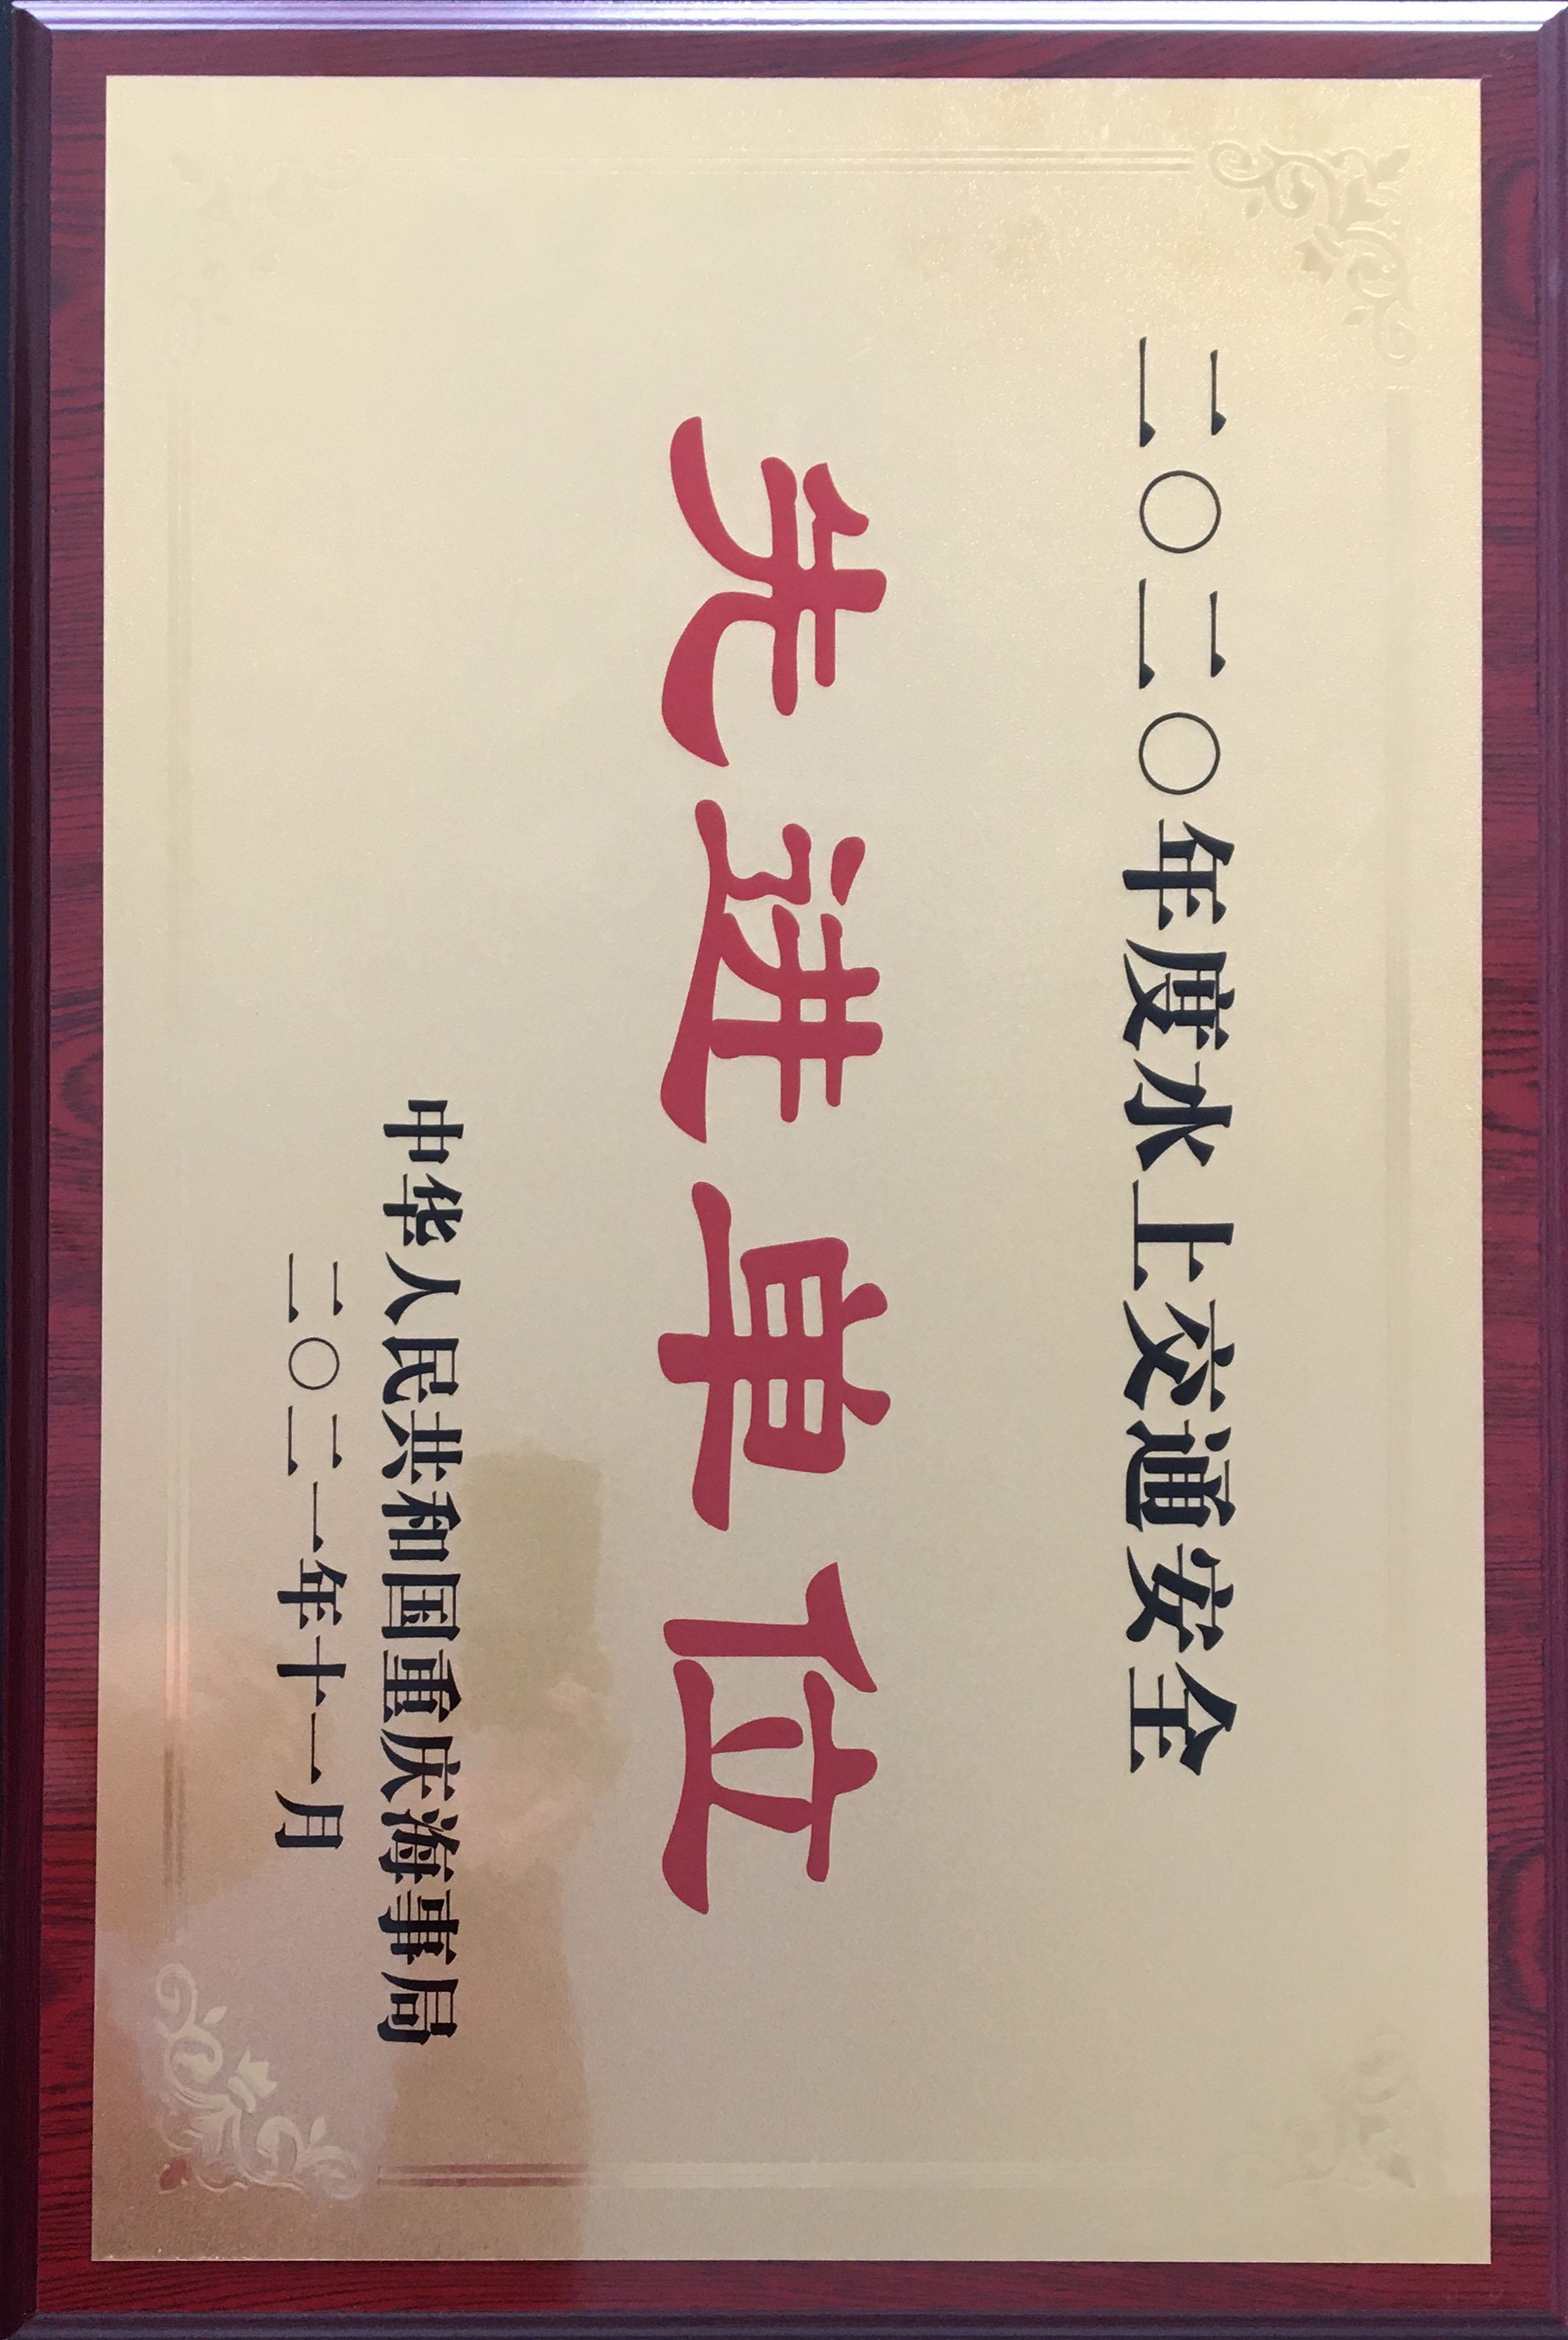 二〇二〇年度水上交通安全
先进单位
中华人民共和国重庆海事局
二〇二一年十一月